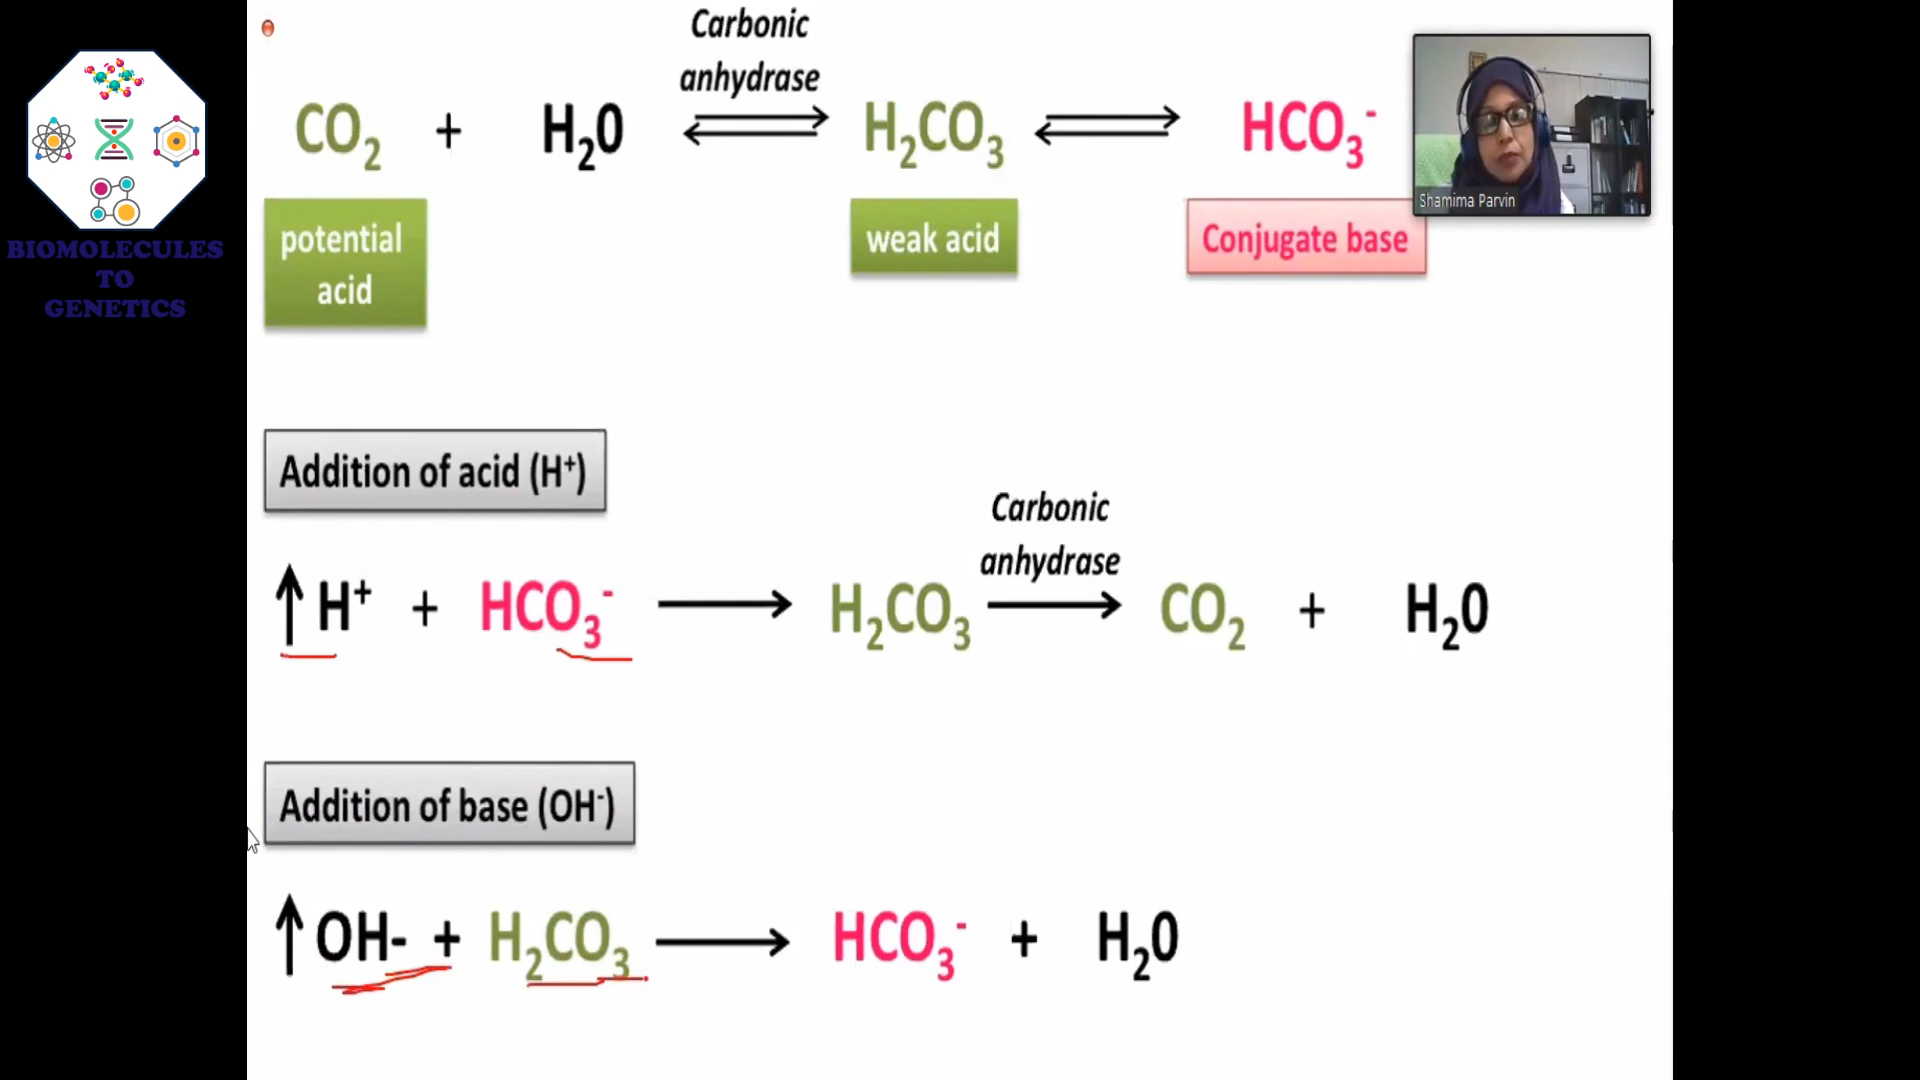 Carbonic
anhydrase
CO₂ + H₂0 ⇌ H₂CO₃ ⇌ HCO₃⁻
Shamima Parvin
potential
acid
weak acid
Conjugate base
BIOMOLECULES
TO
GENETICS
Addition of acid (H⁺)
Carbonic
anhydrase
↑ H⁺ + HCO₃⁻ → H₂CO₃ → CO₂ + H₂0
Addition of base (OH⁻)
↑ OH- + H₂CO₃ → HCO₃⁻ + H₂0